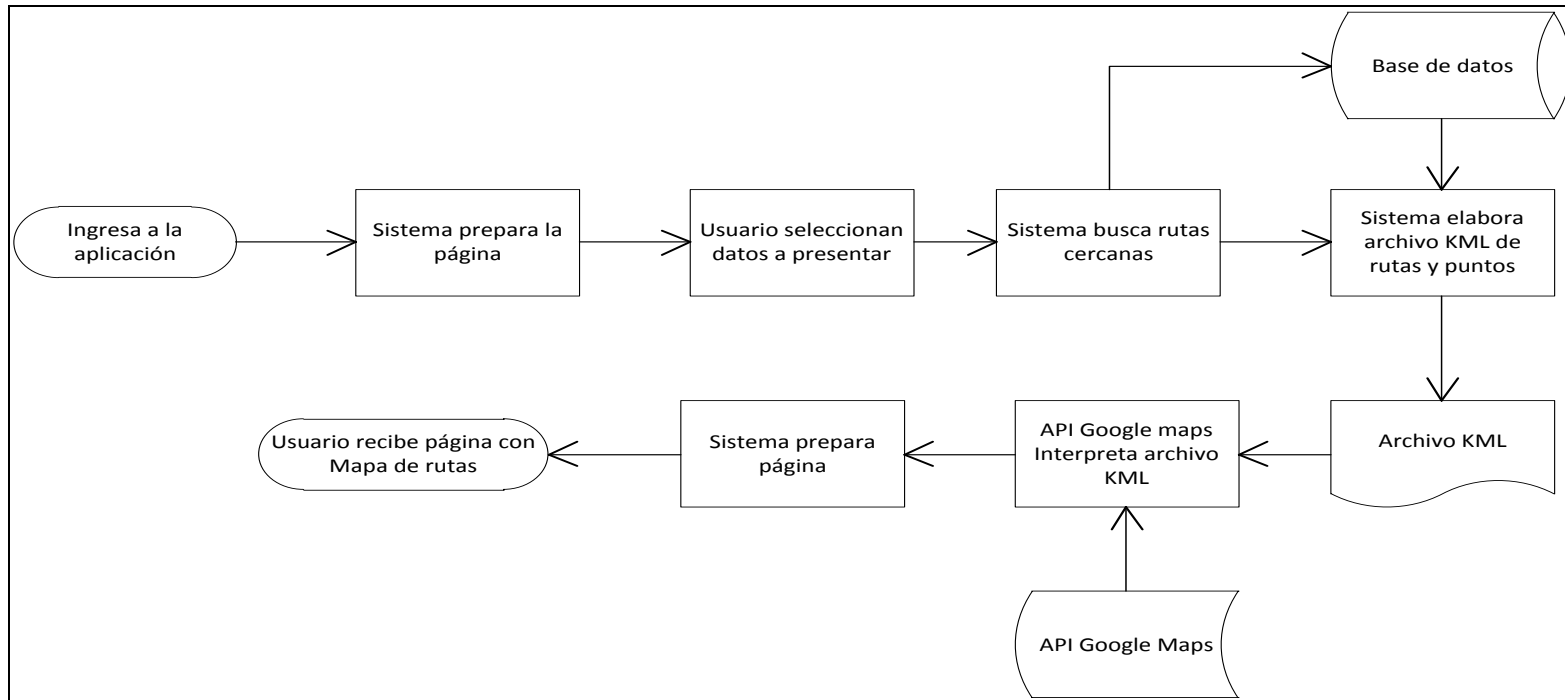 Base de datos
Ingresa a la
aplicación
Sistema prepara la
página
Usuario seleccionan
datos a presentar
Sistema busca rutas
cercanas
Sistema elabora
archivo KML de
rutas y puntos
Usuario recibe página con
Mapa de rutas
Sistema prepara
página
API Google maps
Interpreta archivo
KML
Archivo KML
API Google Maps